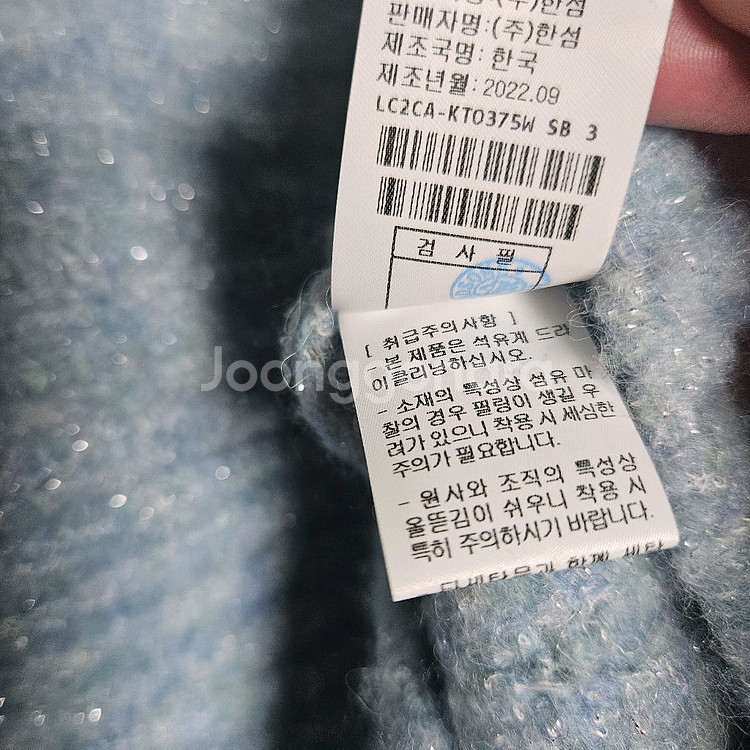 (주)한섬
판매자명:(주)한섬
제조국명: 한국
제조년월: 2022.09
LC2CA-KT0375W SB 3
검 사 필
[ 취급주의사항 ]
본 제품은 석유계 드라
이클리닝하십시오.
- 소재의 특성상 섬유 마
찰의 경우 필링이 생길 우
려가 있으니 착용 시 세심한
주의가 필요합니다.
- 원사와 조직의 특성상
올뜯김이 쉬우니 착용 시
특히 주의하시기 바랍니다.